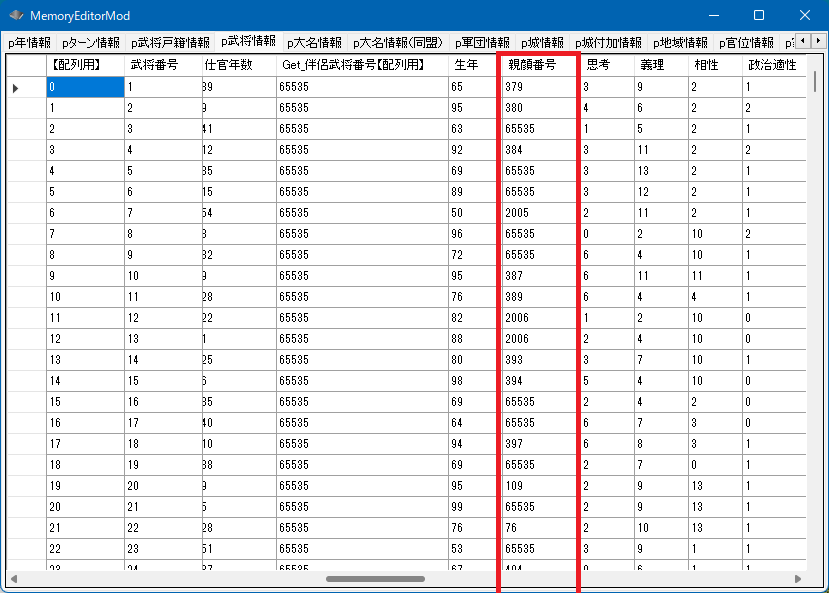 MemoryEditorMod
p年情報 pターン情報 p武将戸籍情報 p武将情報 p大名情報 p大名情報(同盟) p軍団情報 p城情報 p城付加情報 p地域情報 p官位情報
【配列用】 武将番号 仕官年数 Get_伴侶武将番号【配列用】 生年 親顔番号 思考 義理 相性 政治適性
0 1 39 65535 65 379 3 9 2 1
1 2 9 65535 95 380 4 6 2 2
2 3 41 65535 63 65535 1 5 2 1
3 4 12 65535 92 384 3 11 2 2
4 5 35 65535 69 65535 3 13 2 1
5 6 15 65535 89 65535 3 12 2 1
6 7 54 65535 50 2005 2 11 2 1
7 8 8 65535 96 65535 0 2 10 2
8 9 32 65535 72 65535 6 4 10 1
9 10 9 65535 95 387 6 11 11 1
10 11 28 65535 76 389 6 4 4 1
11 12 22 65535 82 2006 1 2 10 0
12 13 1 65535 88 2006 2 4 10 0
13 14 25 65535 80 393 3 7 10 1
14 15 6 65535 98 394 5 4 10 0
15 16 35 65535 69 65535 2 4 2 0
16 17 40 65535 64 65535 6 7 3 0
17 18 10 65535 94 397 6 8 3 1
18 19 38 65535 69 65535 2 7 0 1
19 20 9 65535 95 109 2 9 13 1
20 21 5 65535 99 65535 2 9 13 1
21 22 28 65535 76 76 2 10 13 1
22 23 51 65535 53 65535 3 9 1 1
23 24 37 65535 67 404 0 6 1 1